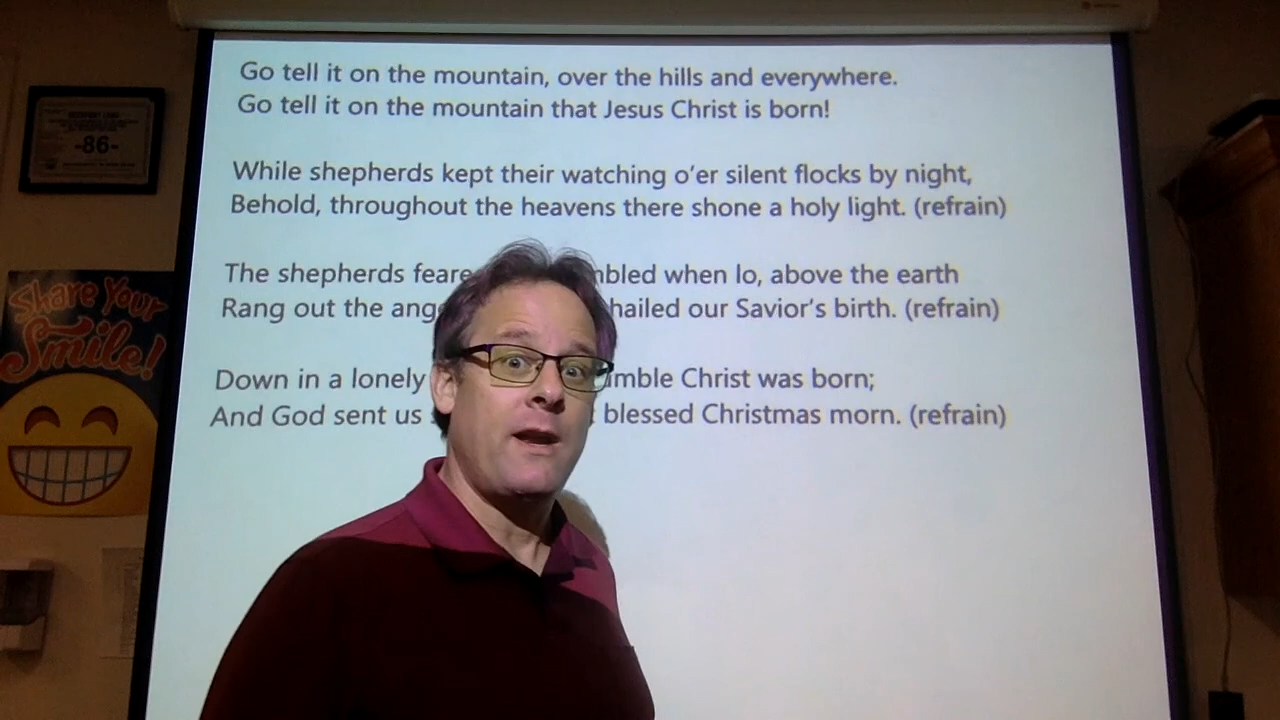 Go tell it on the mountain, over the hills and everywhere.
Go tell it on the mountain that Jesus Christ is born!
While shepherds kept their watching o'er silent flocks by night,
Behold, throughout the heavens there shone a holy light. (refrain)
The shepherds feare mbled when lo, above the earth
Rang out the ange hailed our Savior's birth. (refrain)
Down in a lonely umble Christ was born;
And God sent us blessed Christmas morn. (refrain)
-86-
Share Your
Smile!